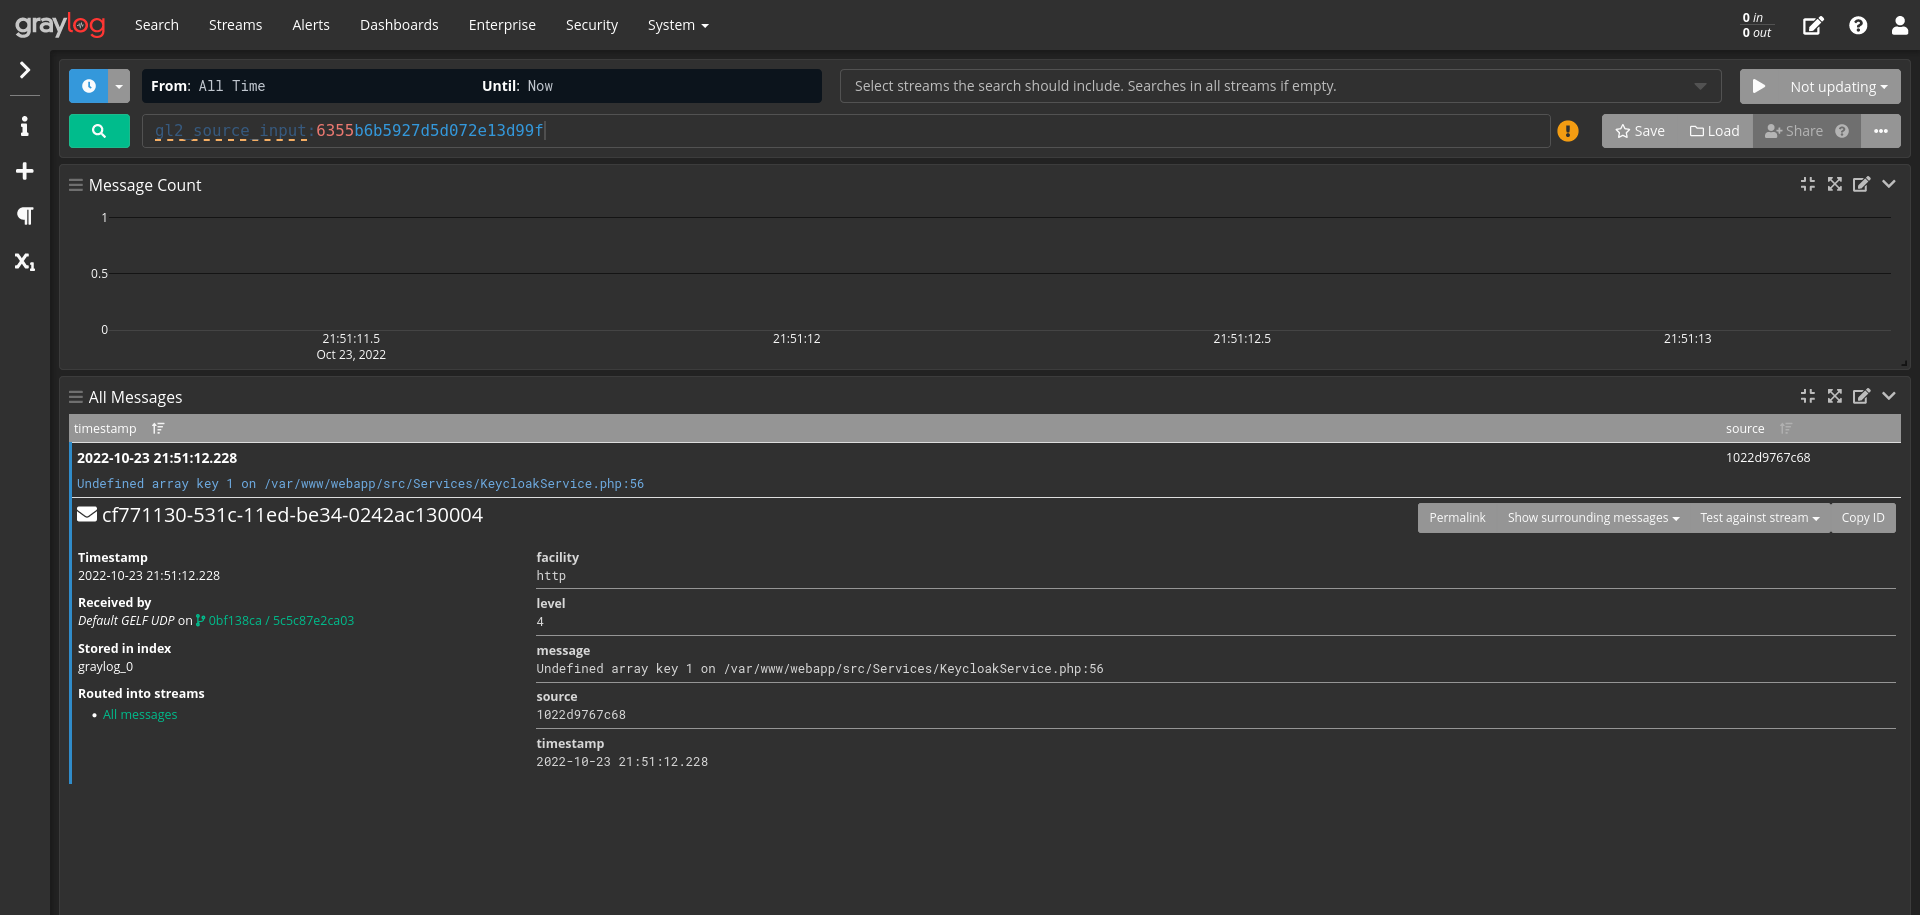 graylog Search Streams Alerts Dashboards Enterprise Security System 0 in
0 out
From: All Time Until: Now Select streams the search should include. Searches in all streams if empty. Not updating
gl2_source_input:6355b6b5927d5d072e13d99f Save Load Share
Message Count
1
0.5
0
21:51:11.5 21:51:12 21:51:12.5 21:51:13
Oct 23, 2022
All Messages
timestamp source
2022-10-23 21:51:12.228 1022d9767c68
Undefined array key 1 on /var/www/webapp/src/Services/KeycloakService.php:56
cf771130-531c-11ed-be34-0242ac130004 Permalink Show surrounding messages Test against stream Copy ID
Timestamp
2022-10-23 21:51:12.228
Received by
Default GELF UDP on 0bf138ca / 5c5c87e2ca03
Stored in index
graylog_0
Routed into streams
• All messages
facility
http
level
4
message
Undefined array key 1 on /var/www/webapp/src/Services/KeycloakService.php:56
source
1022d9767c68
timestamp
2022-10-23 21:51:12.228